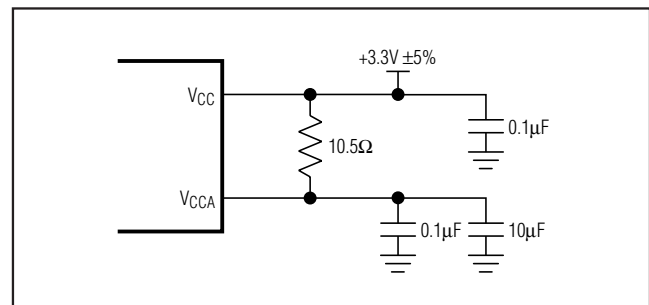 +3.3V ±5%
VCC
0.1µF
10.5Ω
VCCA
0.1µF
10µF